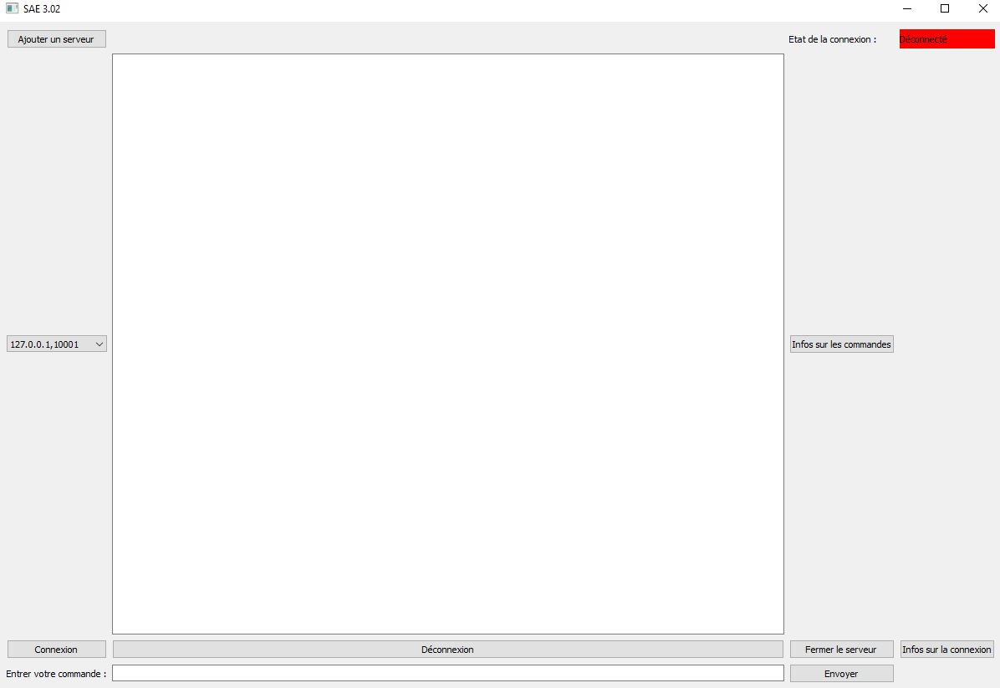 SAE 3.02
Ajouter un serveur
Etat de la connexion :
Déconnecté
127.0.0.1,10001
Infos sur les commandes
Connexion
Déconnexion
Fermer le serveur
Infos sur la connexion
Entrer votre commande :
Envoyer